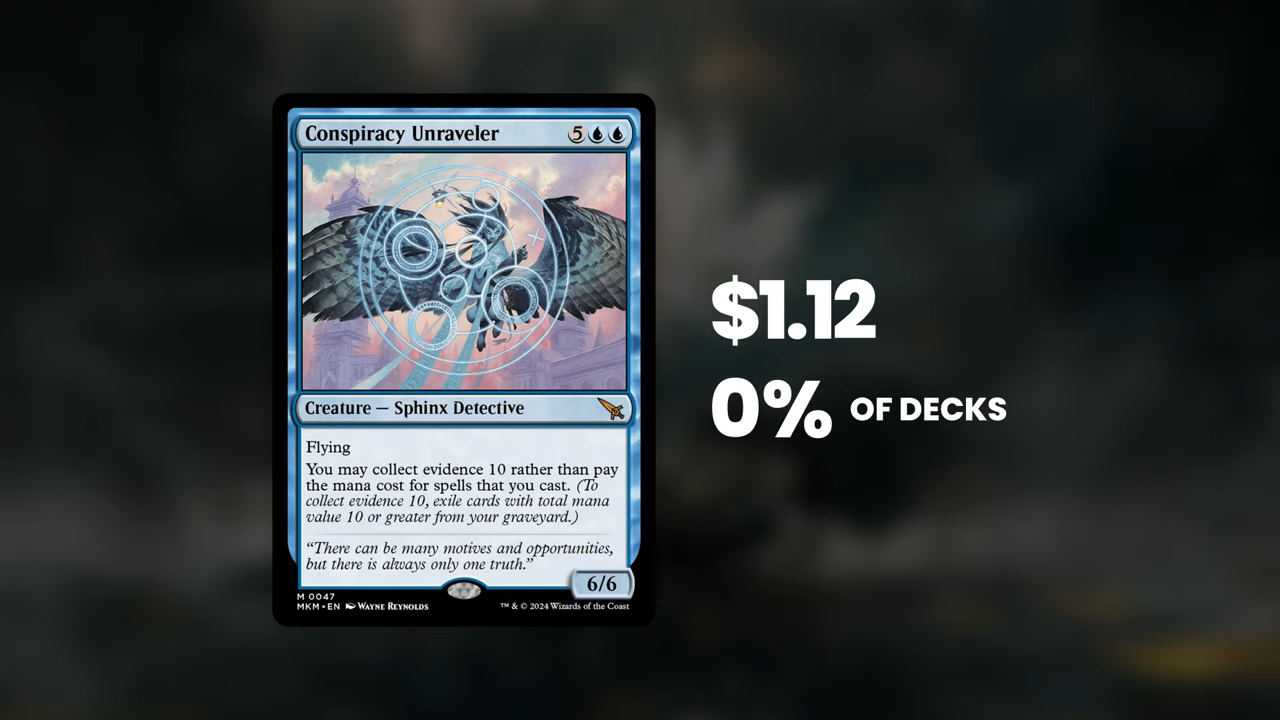 Conspiracy Unraveler 5
Creature — Sphinx Detective
Flying
You may collect evidence 10 rather than pay
the mana cost for spells that you cast. (To
collect evidence 10, exile cards with total mana
value 10 or greater from your graveyard.)
“There can be many motives and opportunities,
but there is always only one truth.”
6/6
M 0047
MKM • EN Wayne Reynolds
™ & © 2024 Wizards of the Coast
$1.12
0% OF DECKS